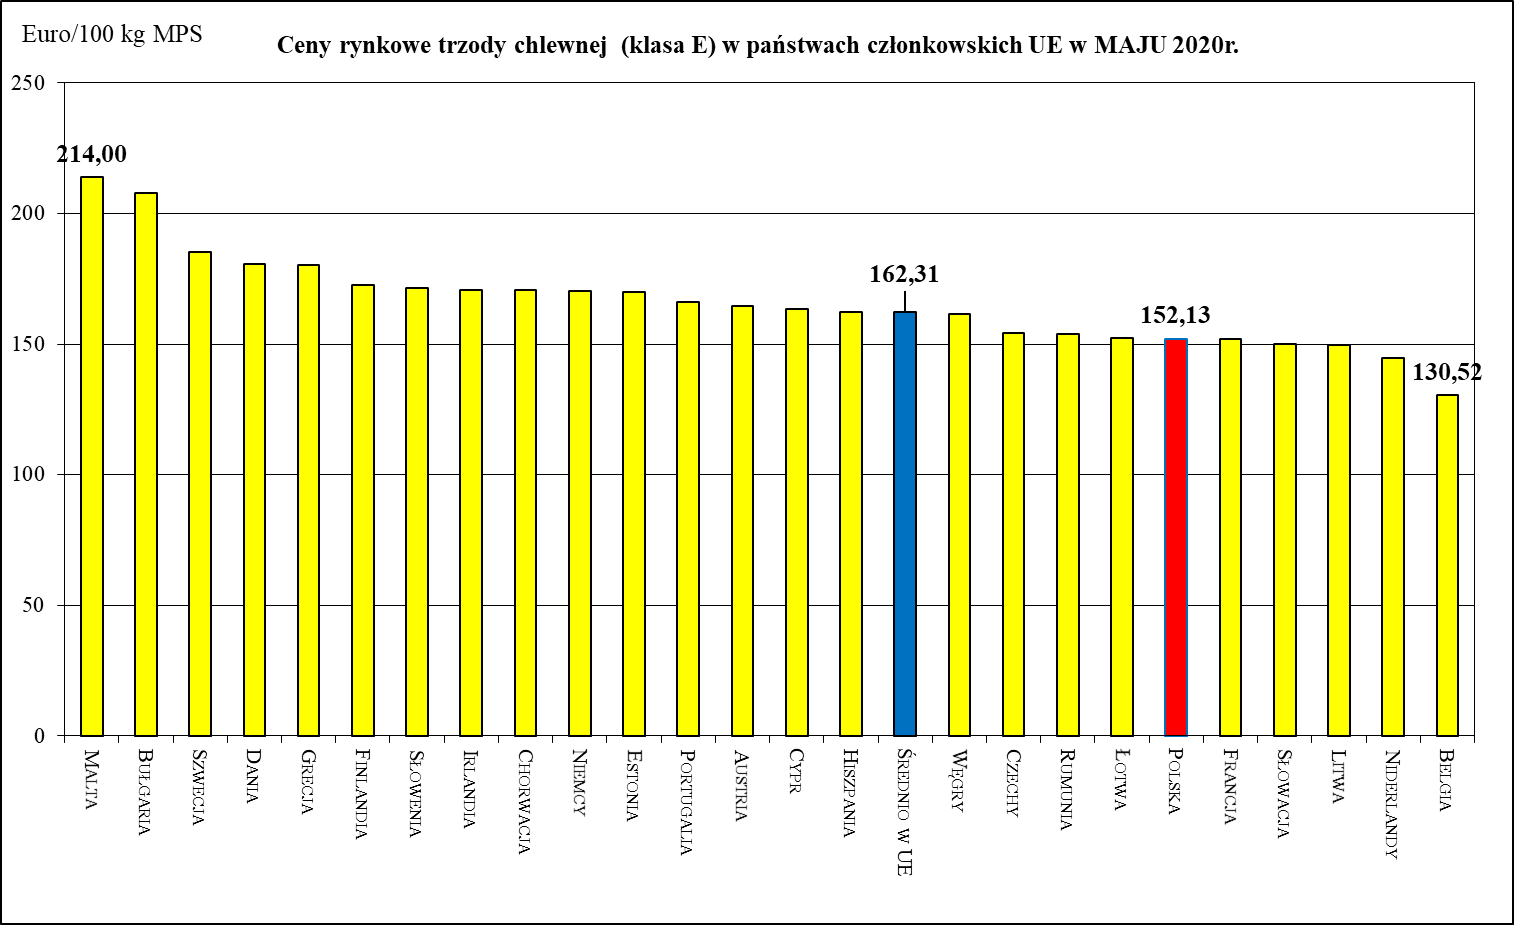 Euro/100 kg MPS
Ceny rynkowe trzody chlewnej (klasa E) w państwach członkowskich UE w MAJU 2020r.
250
200
150
100
50
0
214,00
162,31
152,13
130,52
Malta
Bułgaria
Szwecja
Dania
Grecja
Finlandia
Słowenia
Irlandia
Chorwacja
Niemcy
Estonia
Portugalia
Austria
Cypr
Hiszpania
Średnio w UE
Węgry
Czechy
Rumunia
Łotwa
Polska
Francja
Słowacja
Litwa
Niderlandy
Belgia